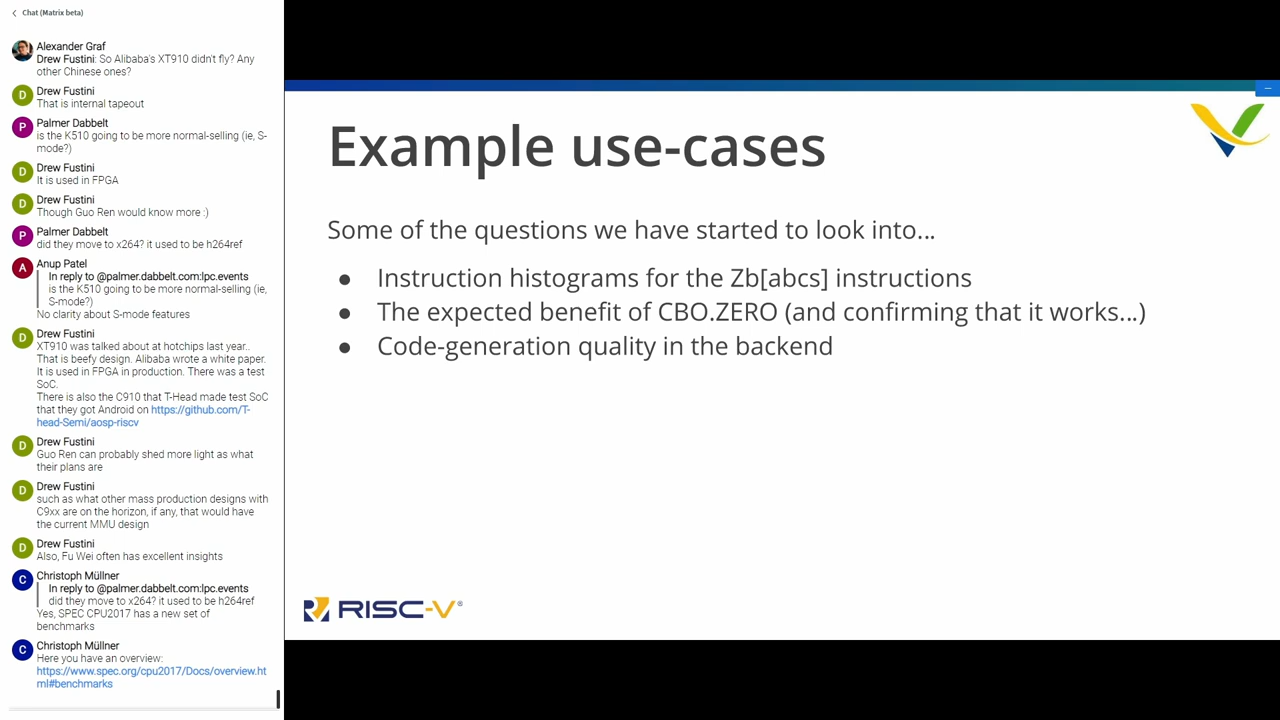 Chat (Matrix beta)
Alexander Graf
Drew Fustini: So Alibaba's XT910 didn't fly? Any
other Chinese ones?
D
Drew Fustini
That is internal tapeout
P
Palmer Dabbelt
is the K510 going to be more normal-selling (ie, S-
mode?)
D
Drew Fustini
It is used in FPGA
D
Drew Fustini
Though Guo Ren would know more :)
P
Palmer Dabbelt
did they move to x264? it used to be h264ref
A
Anup Patel
In reply to @palmer.dabbelt.com:lpc.events
is the K510 going to be more normal-selling (ie,
S-mode?)
No clarity about S-mode features
D
Drew Fustini
XT910 was talked about at hotchips last year..
That is beefy design. Alibaba wrote a white paper.
It is used in FPGA in production. There was a test
SoC.
There is also the C910 that T-Head made test SoC
that they got Android on https://github.com/T-
head-Semi/aosp-riscv
D
Drew Fustini
Guo Ren can probably shed more light as what
their plans are
D
Drew Fustini
such as what other mass production designs with
C9xx are on the horizon, if any, that would have
the current MMU design
D
Drew Fustini
Also, Fu Wei often has excellent insights
C
Christoph Müllner
In reply to @palmer.dabbelt.com:lpc.events
did they move to x264? it used to be h264ref
Yes, SPEC CPU2017 has a new set of
benchmarks
C
Christoph Müllner
Here you have an overview:
https://www.spec.org/cpu2017/Docs/overview.ht
ml#benchmarks
Example use-cases
Some of the questions we have started to look into...
● Instruction histograms for the Zb[abcs] instructions
● The expected benefit of CBO.ZERO (and confirming that it works...)
● Code-generation quality in the backend
RISC-V®